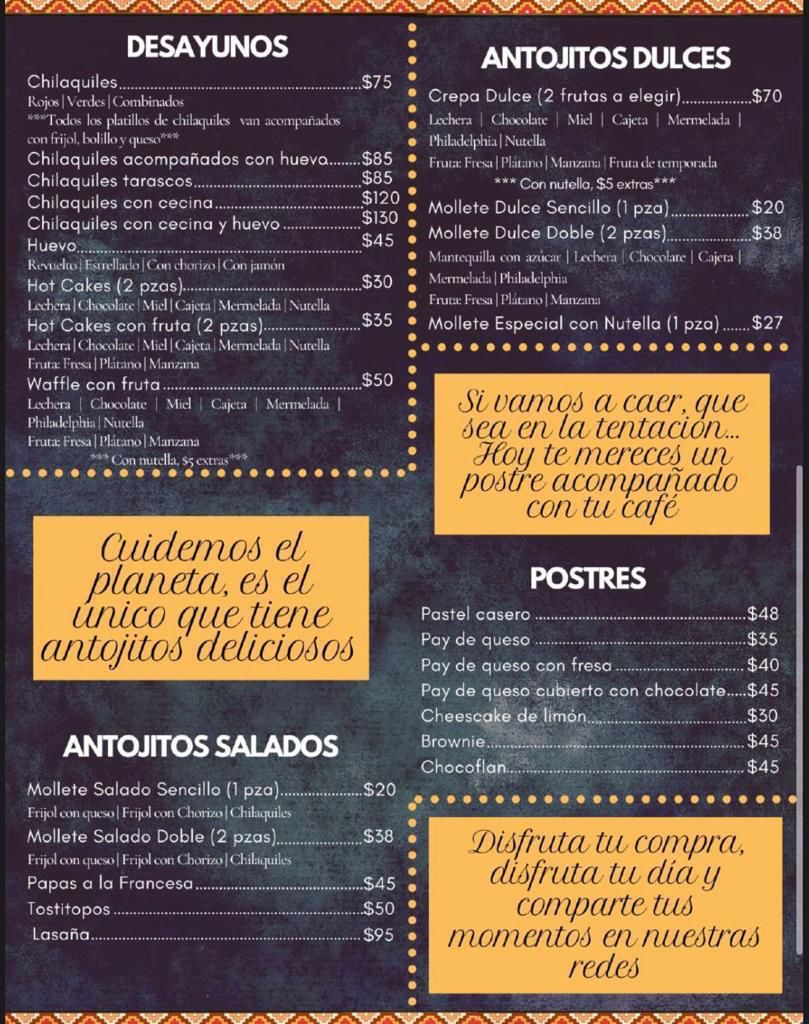 DESAYUNOS
Chilaquiles.....$75
Rojos | Verdes | Combinados
***Todos los platillos de chilaquiles van acompañados
con frijol, bolillo y queso***
Chilaquiles acompañados con huevo.....$85
Chilaquiles tarascos.....$85
Chilaquiles con cecina.....$120
Chilaquiles con cecina y huevo.....$130
Huevo.....$45
Revuelto | Estrellado | Con chorizo | Con jamón
Hot Cakes (2 pzas).....$30
Lechera | Chocolate | Miel | Cajeta | Mermelada | Nutella
Hot Cakes con fruta (2 pzas).....$35
Lechera | Chocolate | Miel | Cajeta | Mermelada | Nutella
Fruta: Fresa | Plátano | Manzana
Waffle con fruta.....$50
Lechera | Chocolate | Miel | Cajeta | Mermelada |
Philadelphia | Nutella
Fruta: Fresa | Plátano | Manzana
*** Con nutella, $5 extras***
Cuidemos el
planeta, es el
único que tiene
antojitos deliciosos
ANTOJITOS SALADOS
Mollete Salado Sencillo (1 pza).....$20
Frijol con queso | Frijol con Chorizo | Chilaquiles
Mollete Salado Doble (2 pzas).....$38
Frijol con queso | Frijol con Chorizo | Chilaquiles
Papas a la Francesa.....$45
Tostitopos.....$50
Lasaña.....$95
ANTOJITOS DULCES
Crepa Dulce (2 frutas a elegir).....$70
Lechera | Chocolate | Miel | Cajeta | Mermelada |
Philadelphia | Nutella
Fruta: Fresa | Plátano | Manzana | Fruta de temporada
*** Con nutella, $5 extras***
Mollete Dulce Sencillo (1 pza).....$20
Mollete Dulce Doble (2 pzas).....$38
Mantequilla con azúcar | Lechera | Chocolate | Cajeta |
Mermelada | Philadelphia
Fruta: Fresa | Plátano | Manzana
Mollete Especial con Nutella (1 pza).....$27
Si vamos a caer, que
sea en la tentación...
Hoy te mereces un
postre acompañado
con tu café
POSTRES
Pastel casero.....$48
Pay de queso.....$35
Pay de queso con fresa.....$40
Pay de queso cubierto con chocolate.....$45
Cheescake de limón.....$30
Brownie.....$45
Chocoflan.....$45
Disfruta tu compra,
disfruta tu día y
comparte tus
momentos en nuestras
redes